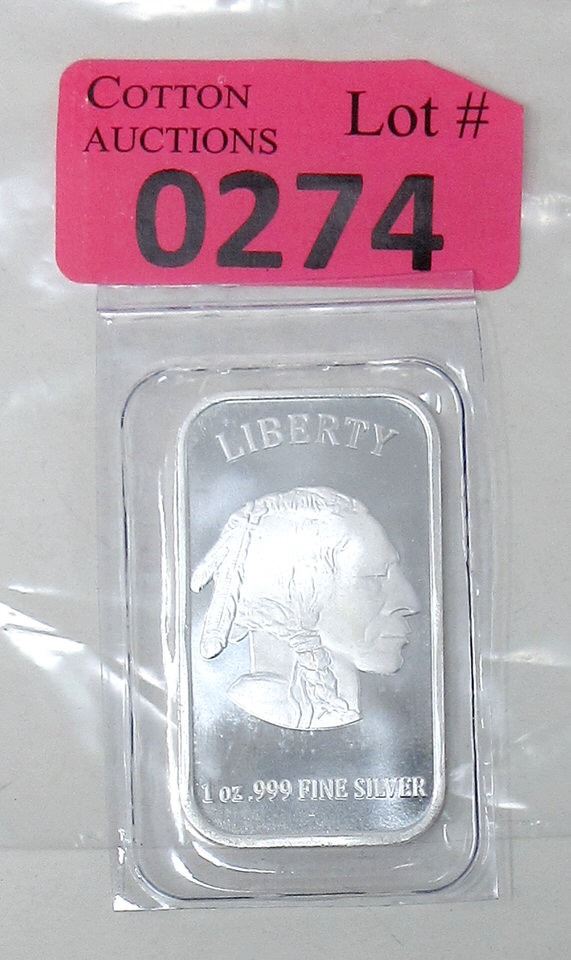 COTTON
AUCTIONS
Lot #
0274
LIBERTY
1 oz .999 FINE SILVER